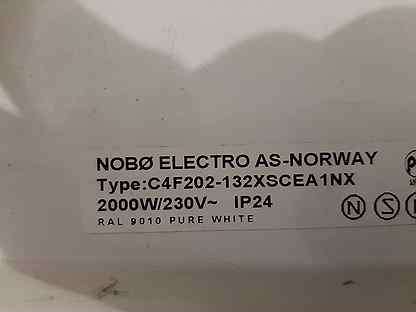 NOBØ ELECTRO AS-NORWAY
Type:C4F202-132XSCEA1NX
2000W/230V~ IP24 N S
RAL 9010 PURE WHITE